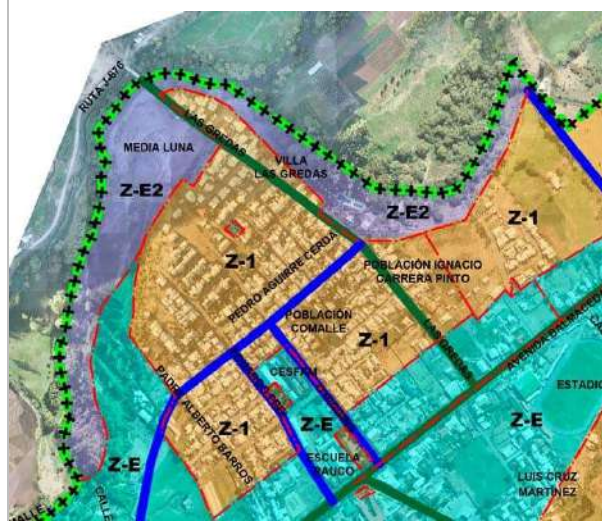 RUTA J-676
MEDIA LUNA
LAS GREDAS
VILLA
LAS GREDAS
Z-E2
Z-E2
Z-1
Z-1
PEDRO AGUIRRE CERDA
POBLACIÓN IGNACIO
CARRERA PINTO
POBLACIÓN
COMALLE
LAS GREDAS
AVENIDA BALMACEDA
Z-1
CESFAM
PADRE ALBERTO BARROS
ESTADIO
Z-E
Z-E
Z-1
Z-E
ESCUELA
RAUCO
LUIS CRUZ
MARTÍNEZ
CALLE